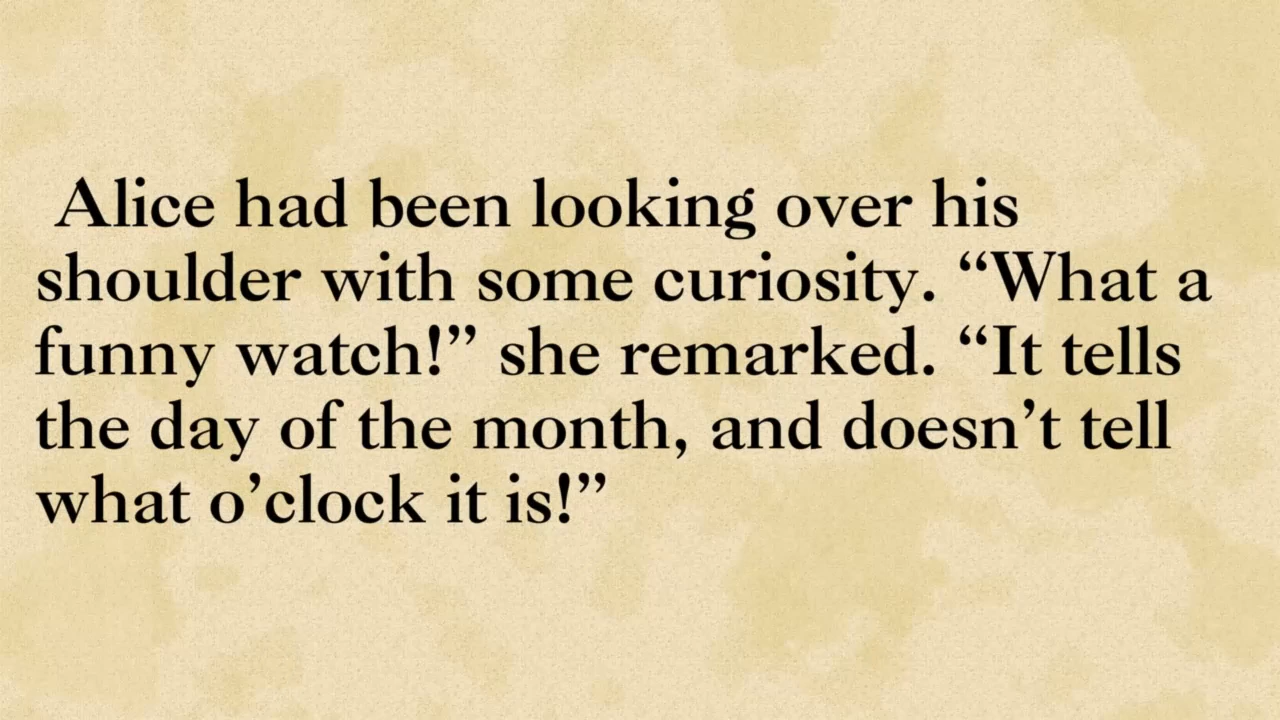 Alice had been looking over his
shoulder with some curiosity. “What a
funny watch!” she remarked. “It tells
the day of the month, and doesn’t tell
what o’clock it is!”